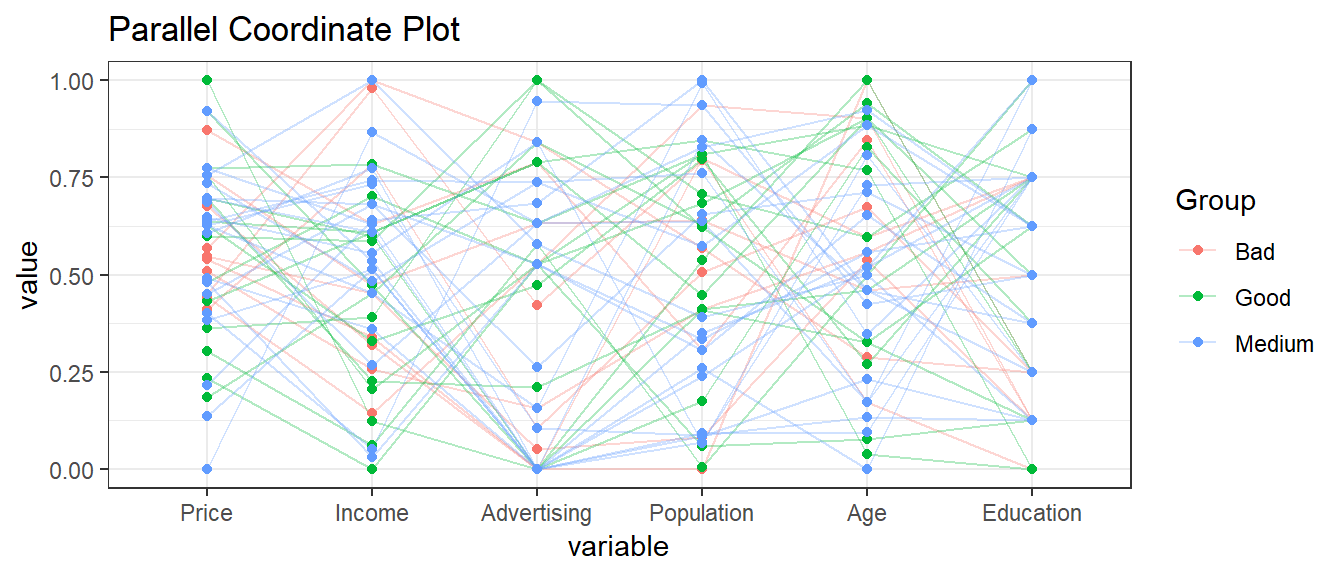 Parallel Coordinate Plot
1.00
0.75
0.50
0.25
0.00
value
Price Income Advertising Population Age Education
variable
Group
Bad
Good
Medium